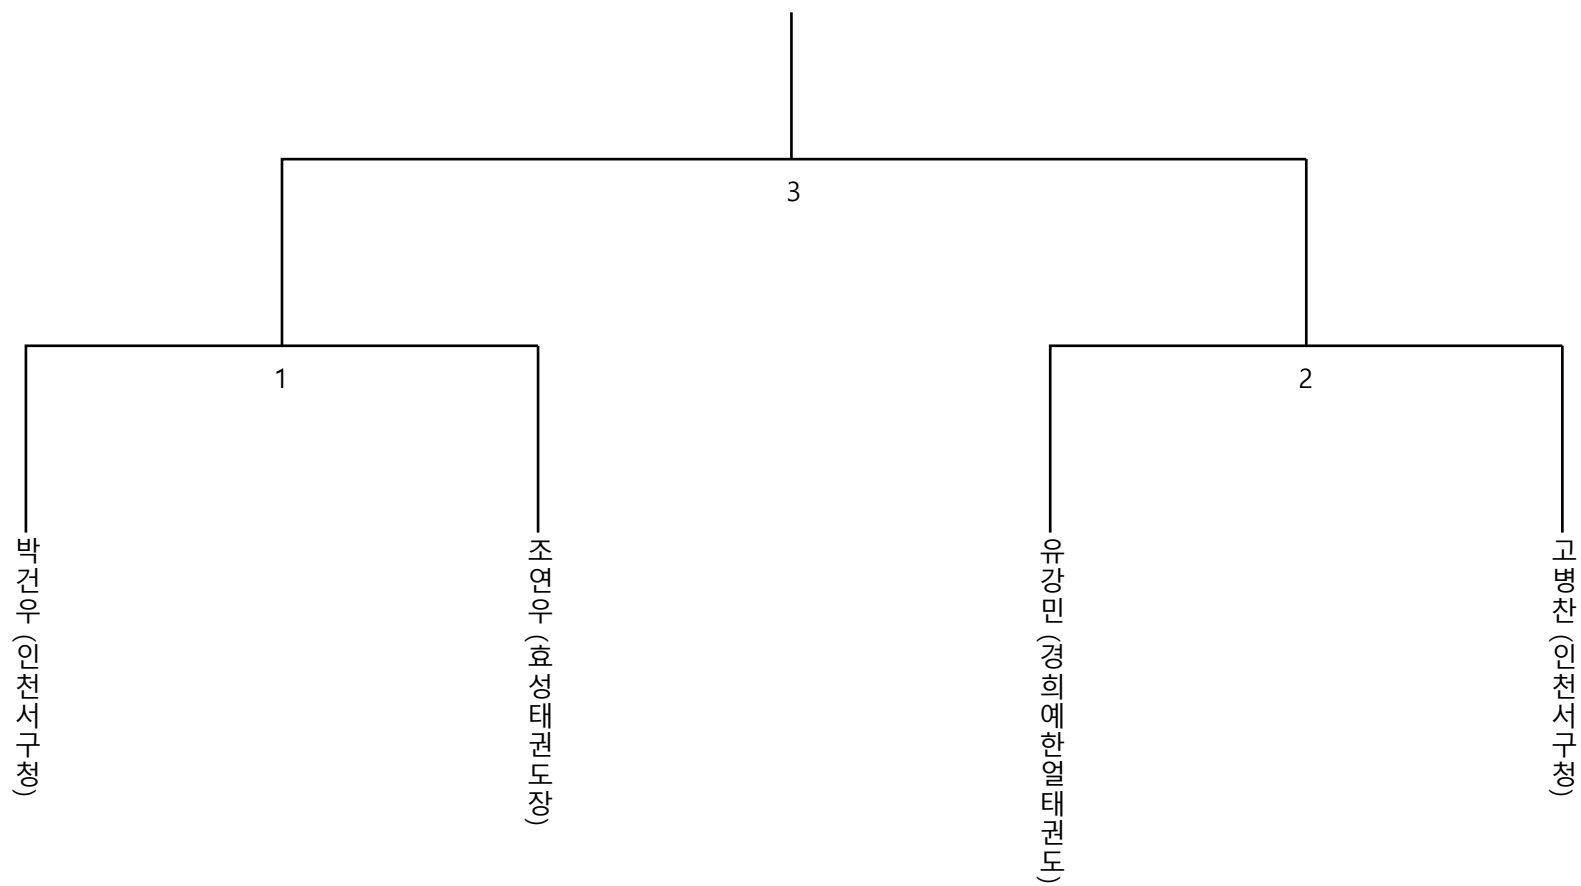 3
1
2
박건우 (인천서구청)
조연우 (효성태권도장)
유강민 (경희예한얼태권도)
고병찬 (인천서구청)